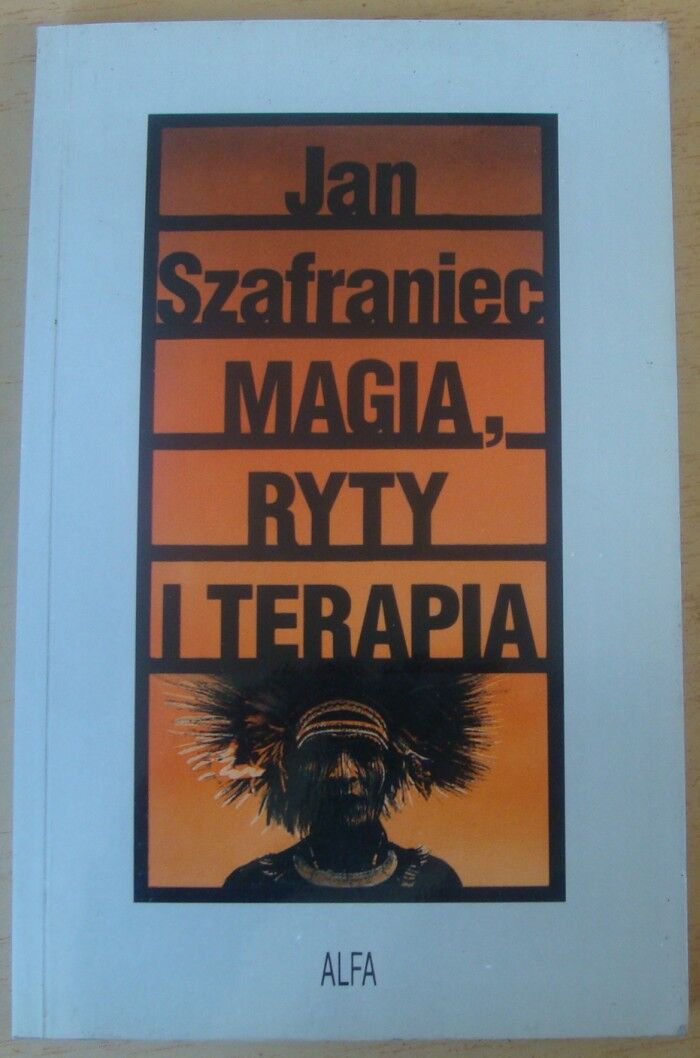 Jan
Szafraniec
MAGIA,
RYTY
I TERAPIA
ALFA